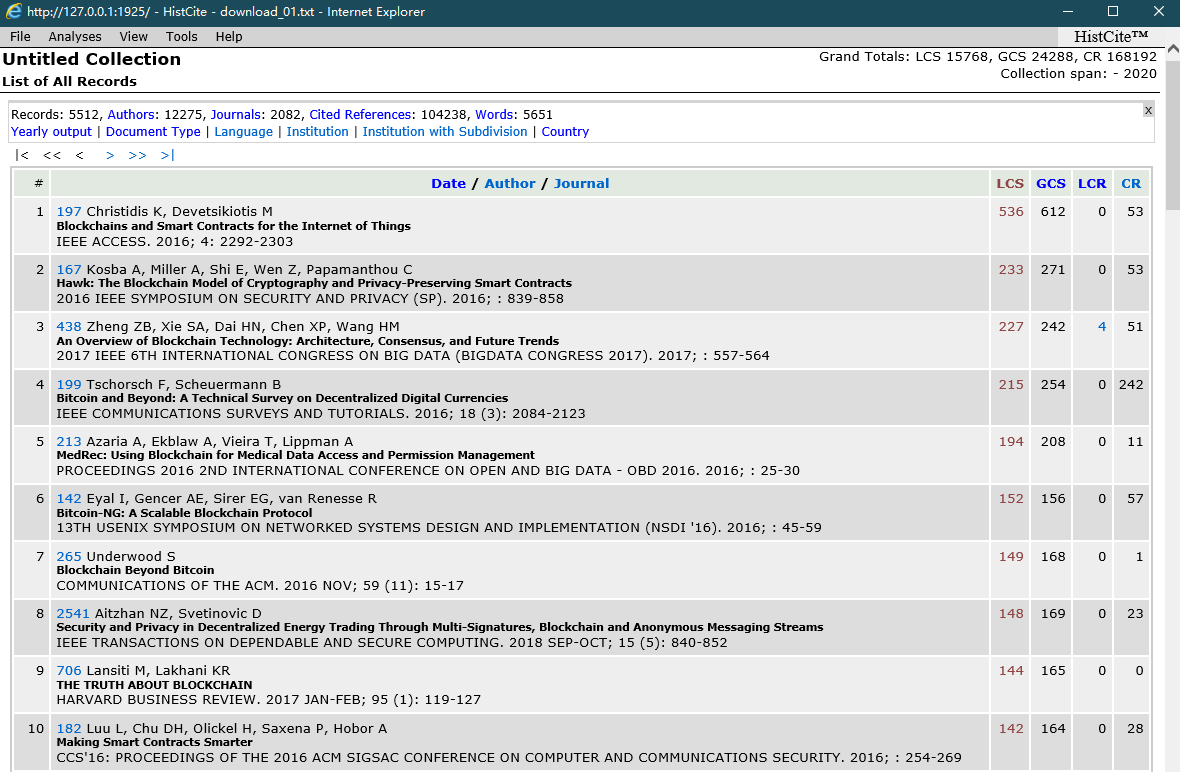 http://127.0.0.1:1925/ - HistCite - download_01.txt - Internet Explorer
File Analyses View Tools Help HistCite™
Untitled Collection
Grand Totals: LCS 15768, GCS 24288, CR 168192
List of All Records
Collection span: - 2020
Records: 5512, Authors: 12275, Journals: 2082, Cited References: 104238, Words: 5651 x
Yearly output | Document Type | Language | Institution | Institution with Subdivision | Country
|< << < > >> >|
# Date / Author / Journal LCS GCS LCR CR
1 197 Christidis K, Devetsikiotis M 536 612 0 53
Blockchains and Smart Contracts for the Internet of Things
IEEE ACCESS. 2016; 4: 2292-2303
2 167 Kosba A, Miller A, Shi E, Wen Z, Papamanthou C 233 271 0 53
Hawk: The Blockchain Model of Cryptography and Privacy-Preserving Smart Contracts
2016 IEEE SYMPOSIUM ON SECURITY AND PRIVACY (SP). 2016; : 839-858
3 438 Zheng ZB, Xie SA, Dai HN, Chen XP, Wang HM 227 242 4 51
An Overview of Blockchain Technology: Architecture, Consensus, and Future Trends
2017 IEEE 6TH INTERNATIONAL CONGRESS ON BIG DATA (BIGDATA CONGRESS 2017). 2017; : 557-564
4 199 Tschorsch F, Scheuermann B 215 254 0 242
Bitcoin and Beyond: A Technical Survey on Decentralized Digital Currencies
IEEE COMMUNICATIONS SURVEYS AND TUTORIALS. 2016; 18 (3): 2084-2123
5 213 Azaria A, Ekblaw A, Vieira T, Lippman A 194 208 0 11
MedRec: Using Blockchain for Medical Data Access and Permission Management
PROCEEDINGS 2016 2ND INTERNATIONAL CONFERENCE ON OPEN AND BIG DATA - OBD 2016. 2016; : 25-30
6 142 Eyal I, Gencer AE, Sirer EG, van Renesse R 152 156 0 57
Bitcoin-NG: A Scalable Blockchain Protocol
13TH USENIX SYMPOSIUM ON NETWORKED SYSTEMS DESIGN AND IMPLEMENTATION (NSDI '16). 2016; : 45-59
7 265 Underwood S 149 168 0 1
Blockchain Beyond Bitcoin
COMMUNICATIONS OF THE ACM. 2016 NOV; 59 (11): 15-17
8 2541 Aitzhan NZ, Svetinovic D 148 169 0 23
Security and Privacy in Decentralized Energy Trading Through Multi-Signatures, Blockchain and Anonymous Messaging Streams
IEEE TRANSACTIONS ON DEPENDABLE AND SECURE COMPUTING. 2018 SEP-OCT; 15 (5): 840-852
9 706 Lansiti M, Lakhani KR 144 165 0 0
THE TRUTH ABOUT BLOCKCHAIN
HARVARD BUSINESS REVIEW. 2017 JAN-FEB; 95 (1): 119-127
10 182 Luu L, Chu DH, Olickel H, Saxena P, Hobor A 142 164 0 28
Making Smart Contracts Smarter
CCS'16: PROCEEDINGS OF THE 2016 ACM SIGSAC CONFERENCE ON COMPUTER AND COMMUNICATIONS SECURITY. 2016; : 254-269